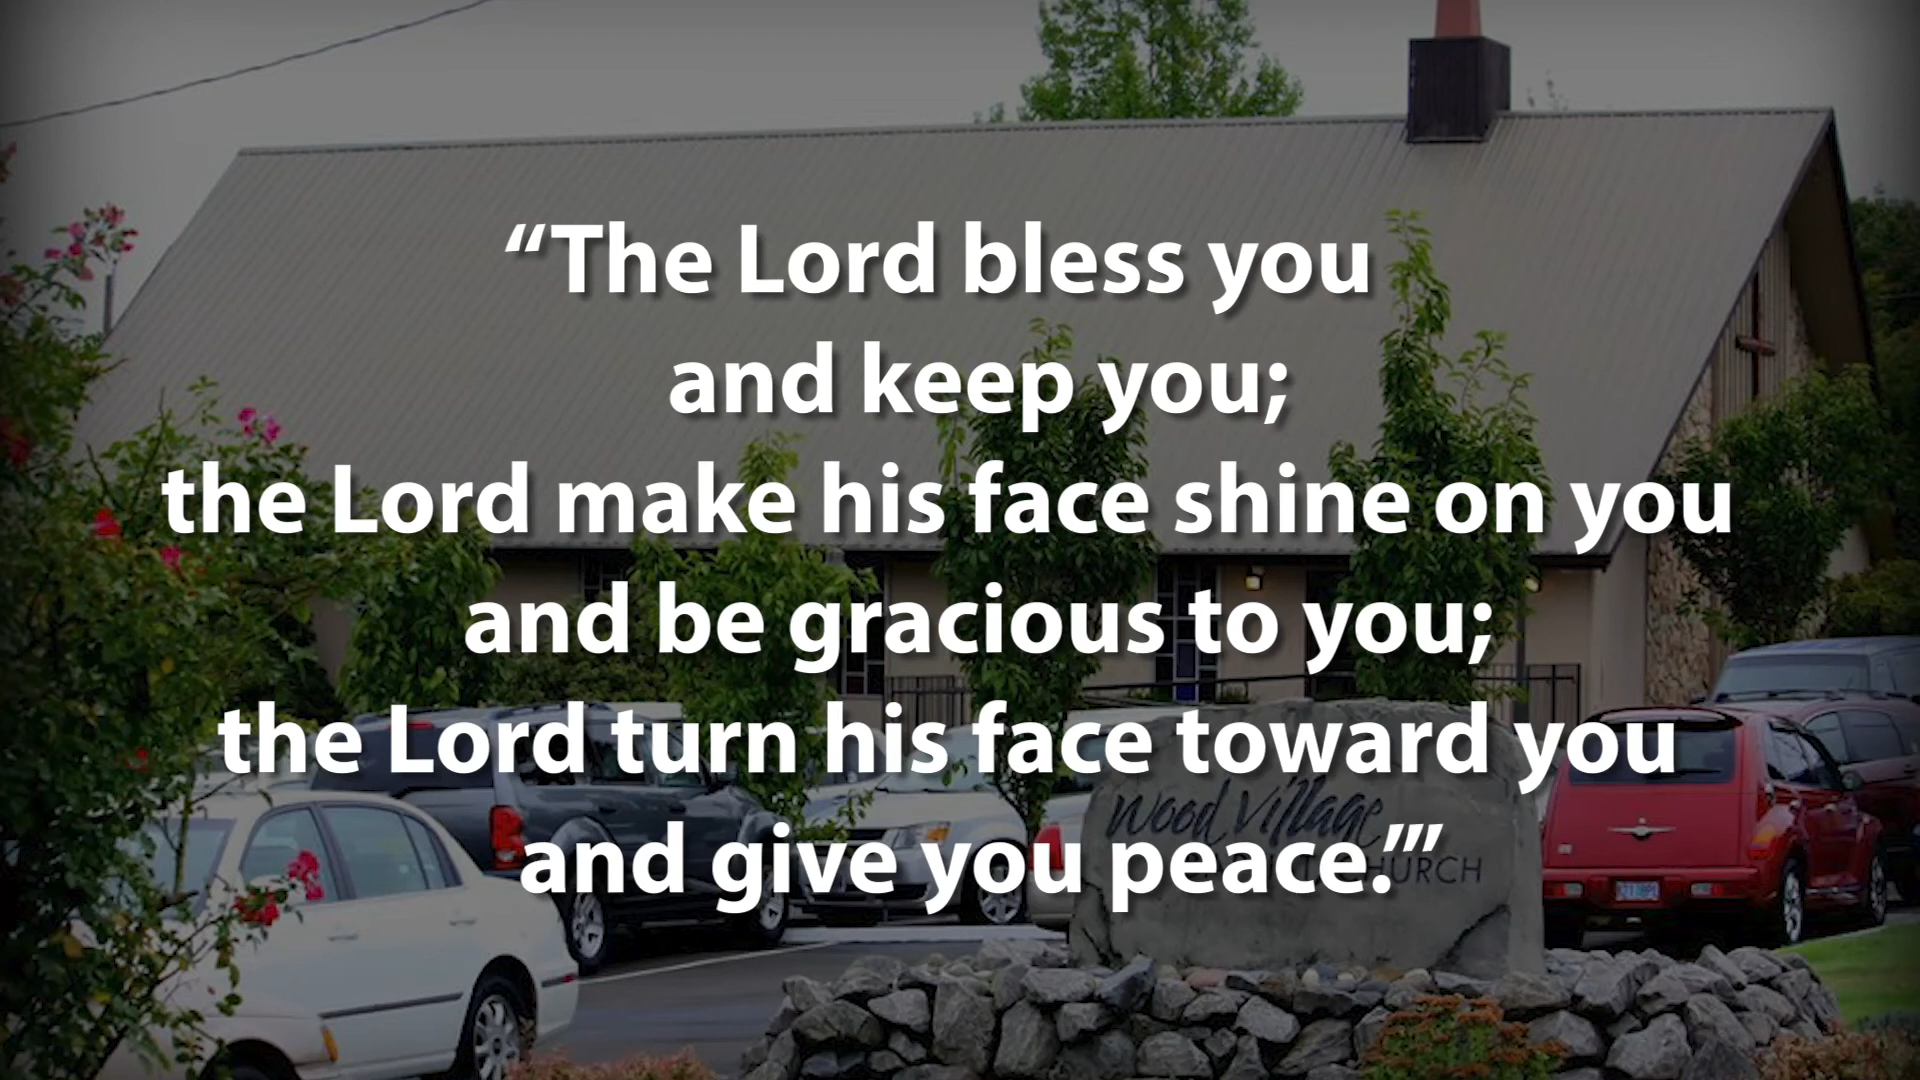 “The Lord bless you
and keep you;
the Lord make his face shine on you
and be gracious to you;
the Lord turn his face toward you
and give you peace.”’
Wood Village
CHURCH